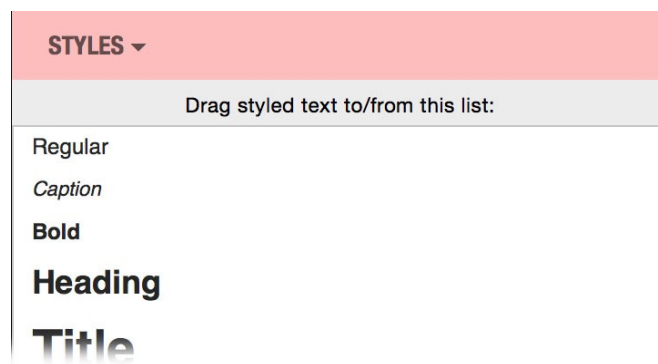 STYLES
Drag styled text to/from this list:
Regular
Caption
Bold
Heading
Title